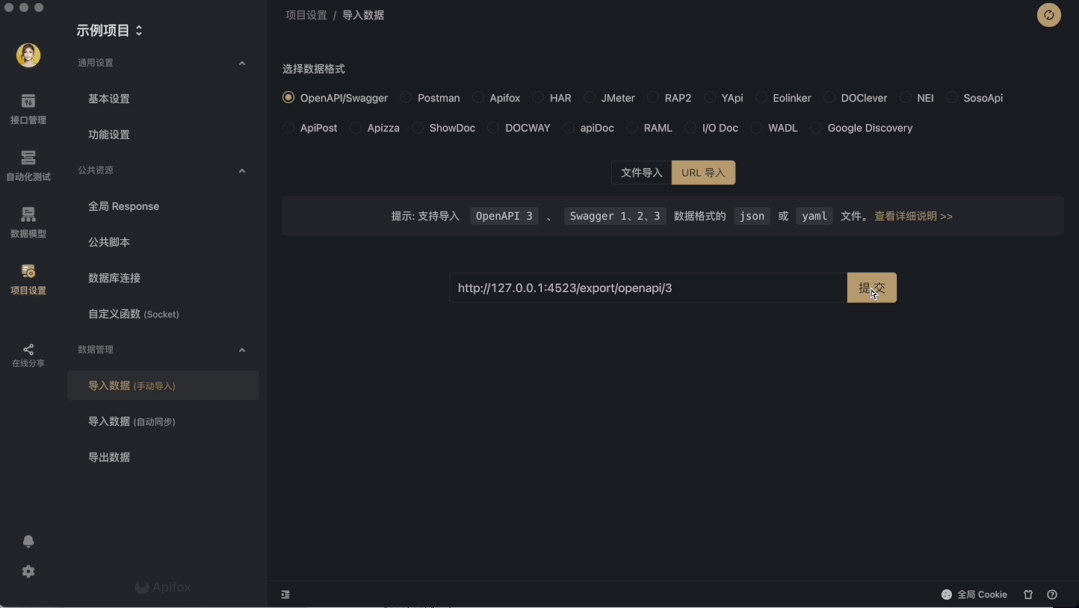 示例项目
通用设置
基本设置
功能设置
公共资源
全局 Response
公共脚本
数据库连接
自定义函数 (Socket)
数据管理
导入数据 (手动导入)
导入数据 (自动同步)
导出数据
Apifox
接口管理
自动化测试
数据模型
项目设置
在线分享
项目设置 / 导入数据
选择数据格式
OpenAPI/Swagger Postman Apifox HAR JMeter RAP2 YApi Eolinker DOClever NEI SosoApi
ApiPost Apizza ShowDoc DOCWAY apiDoc RAML I/O Doc WADL Google Discovery
文件导入 URL 导入
提示: 支持导入 OpenAPI 3 、 Swagger 1、2、3 数据格式的 json 或 yaml 文件。 查看详细说明 >>
http://127.0.0.1:4523/export/openapi/3 提 交
全局 Cookie